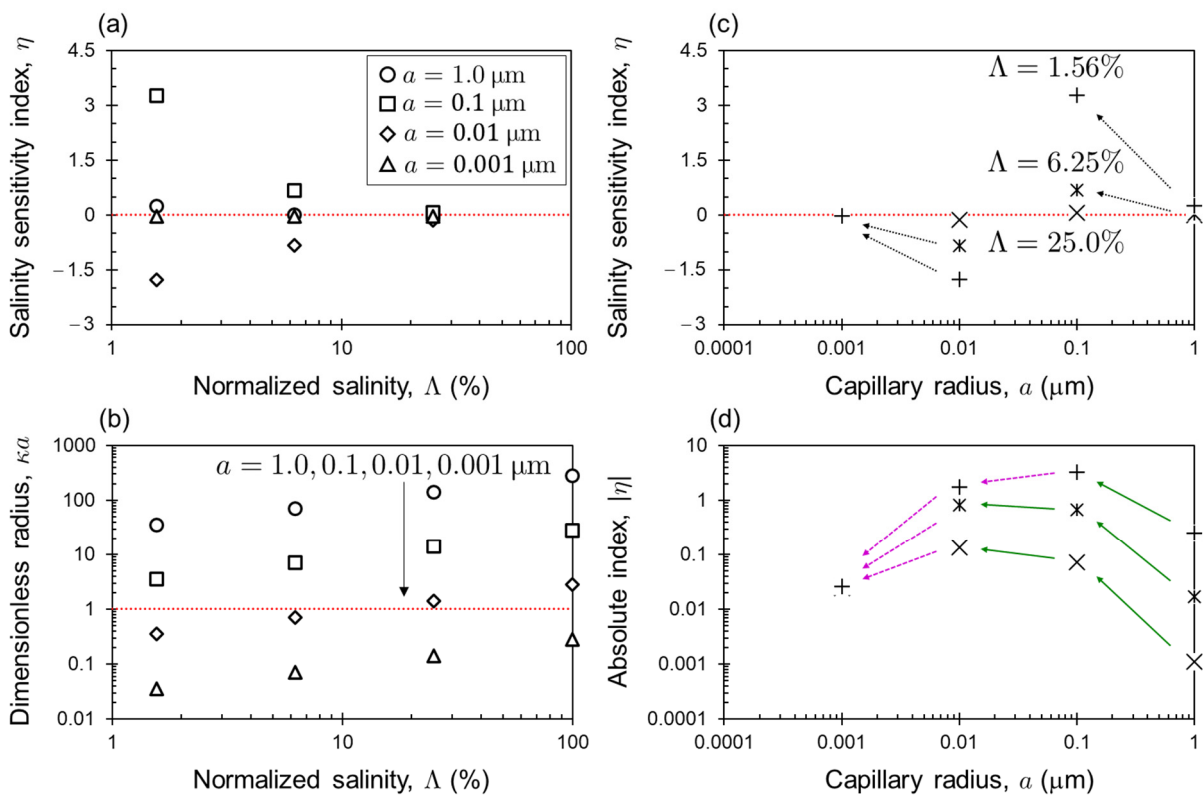 (a)
Salinity sensitivity index, η
4.5
3
1.5
0
−1.5
−3
a = 1.0 μm
a = 0.1 μm
a = 0.01 μm
a = 0.001 μm
1
10
100
Normalized salinity, Λ (%)
(c)
Salinity sensitivity index, η
4.5
3
1.5
0
−1.5
−3
Λ = 1.56%
Λ = 6.25%
Λ = 25.0%
0.0001
0.001
0.01
0.1
1
Capillary radius, a (μm)
(b)
Dimensionless radius, κa
1000
100
10
1
0.1
0.01
a = 1.0, 0.1, 0.01, 0.001 μm
1
10
100
Normalized salinity, Λ (%)
(d)
Absolute index, |η|
10
1
0.1
0.01
0.001
0.0001
0.0001
0.001
0.01
0.1
1
Capillary radius, a (μm)